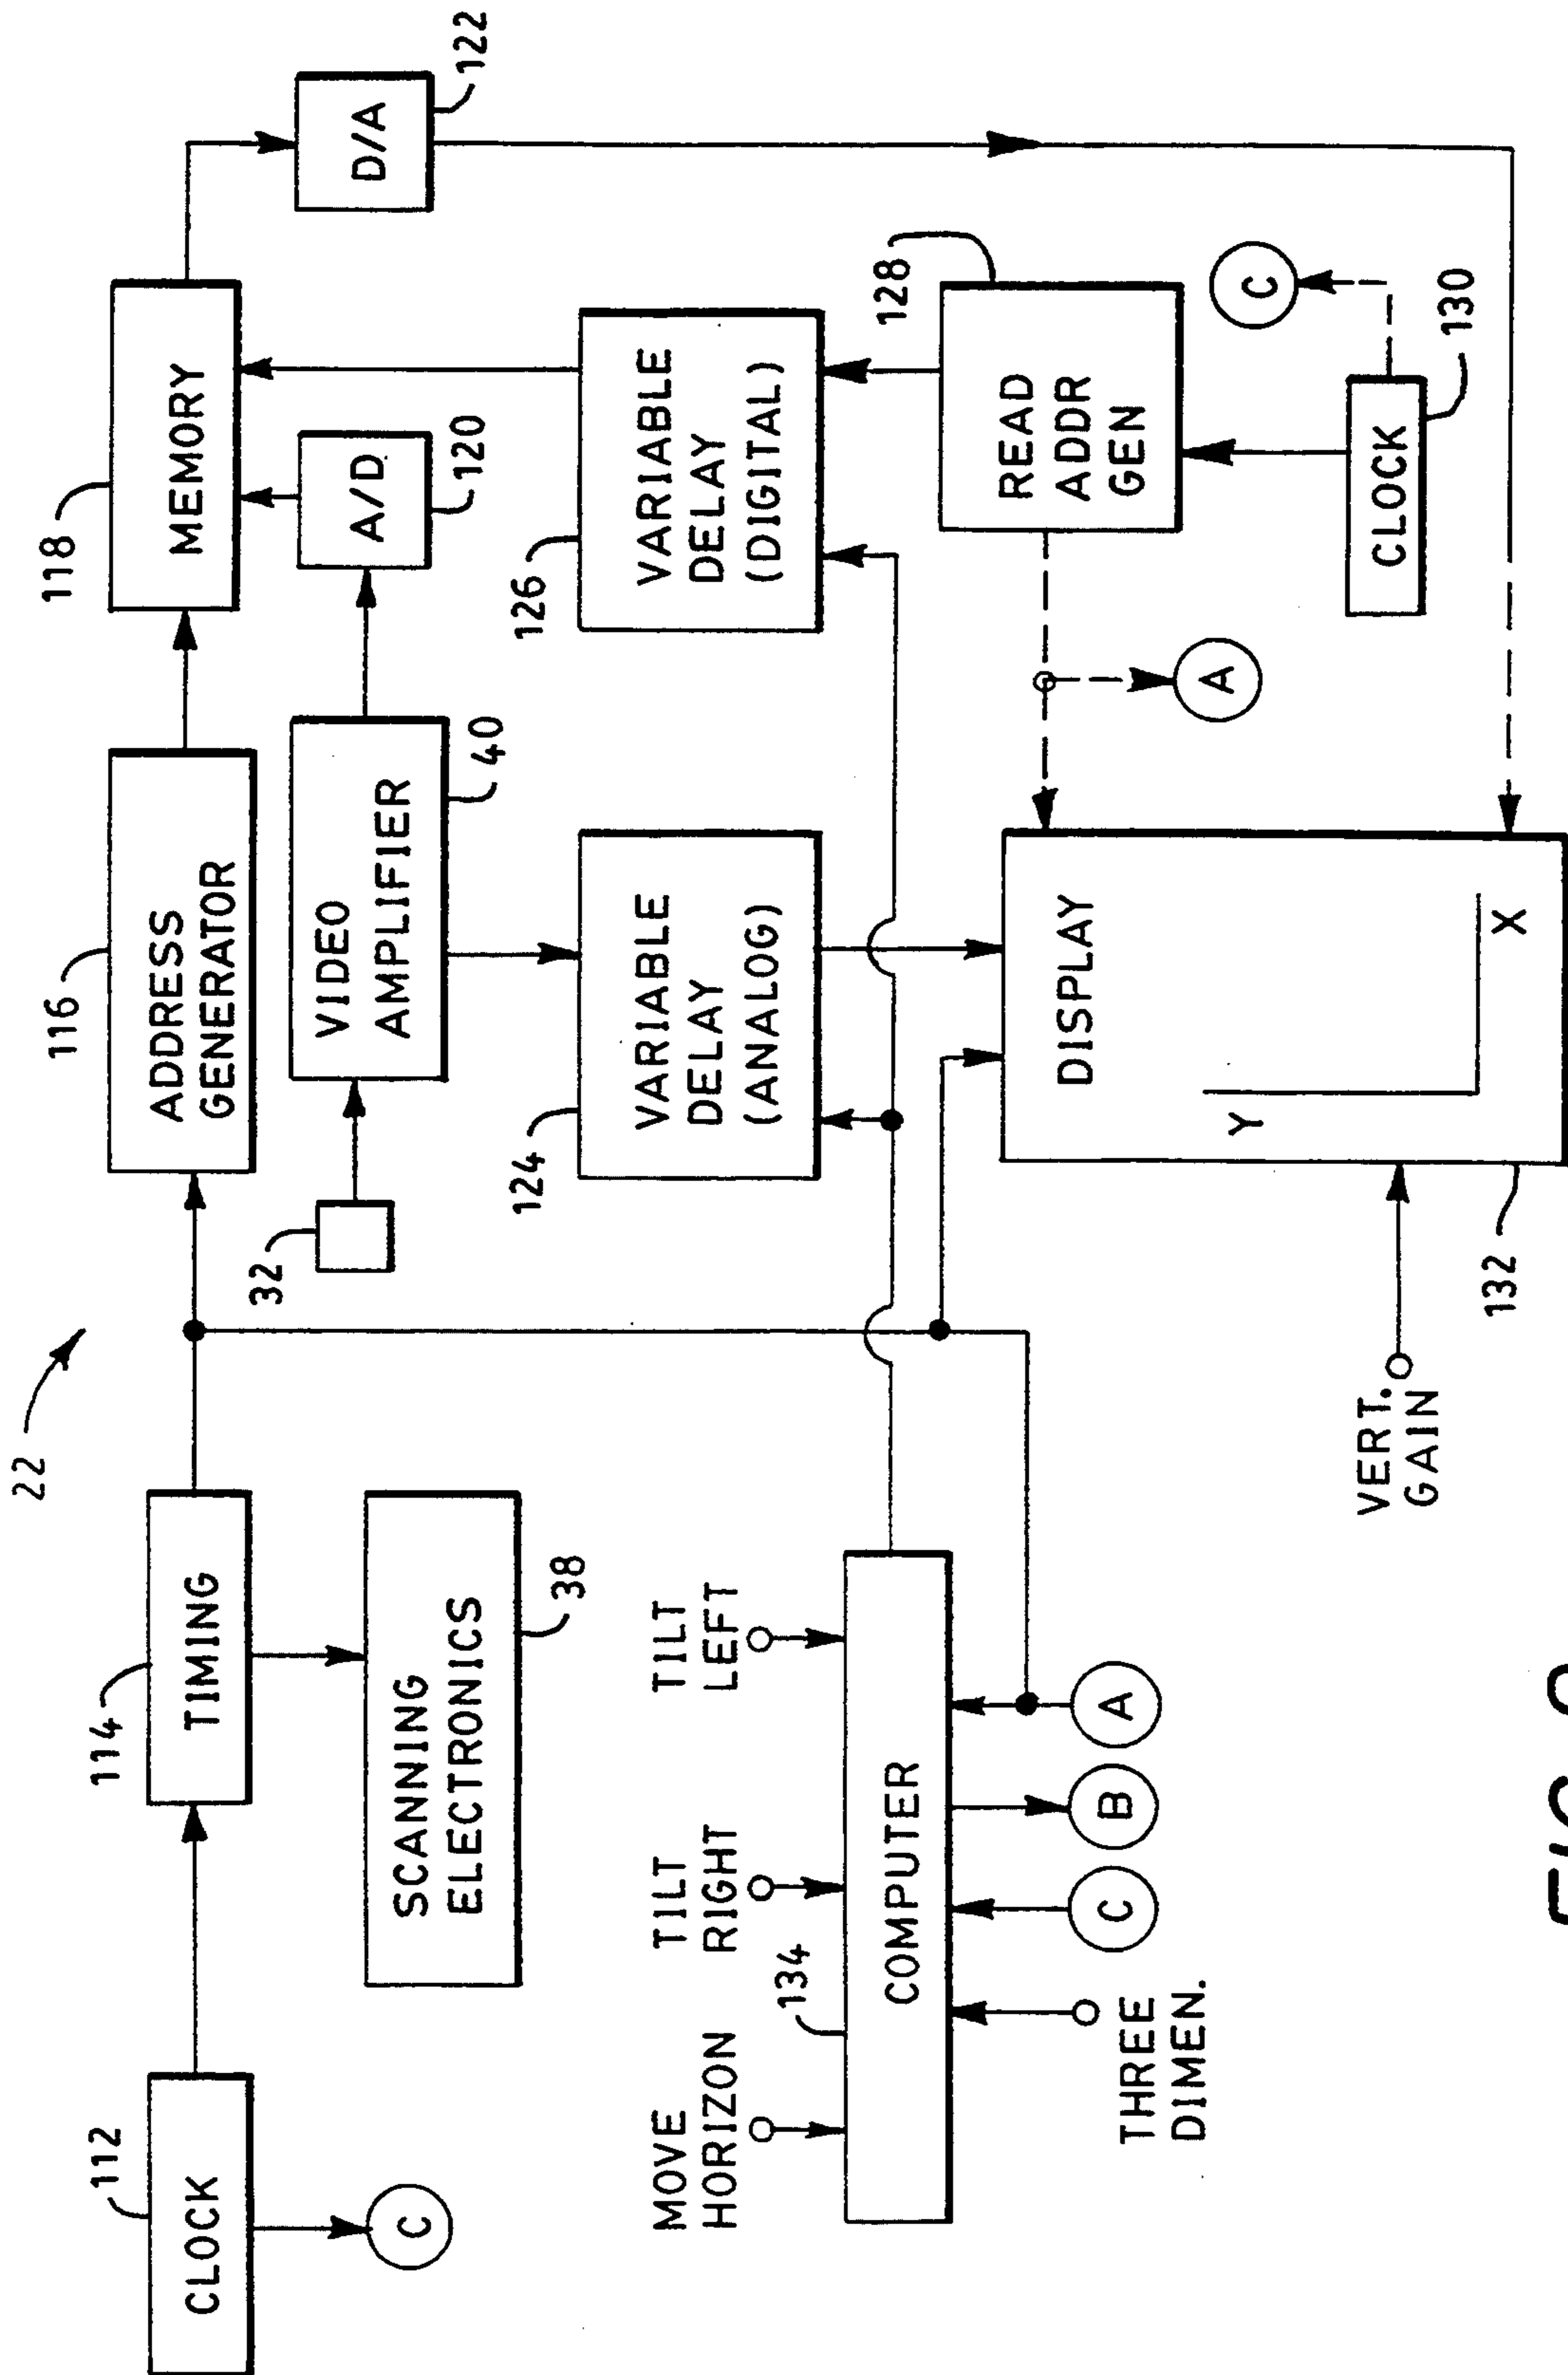 22
112
CLOCK
C
114
TIMING
SCANNING
ELECTRONICS
38
116
ADDRESS
GENERATOR
118
MEMORY
32
VIDEO
AMPLIFIER
40
A/D
120
D/A
122
124
VARIABLE
DELAY
(ANALOG)
126
VARIABLE
DELAY
(DIGITAL)
MOVE
HORIZON
TILT
RIGHT
TILT
LEFT
134
COMPUTER
THREE
DIMEN.
C
B
A
128
READ
ADDR
GEN
A
C
CLOCK
130
DISPLAY
Y
X
132
VERT.
GAIN